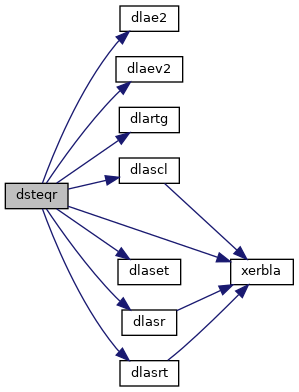 dlae2
dlaev2
dlartg
dlascl
dsteqr
dlaset
xerbla
dlasr
dlasrt